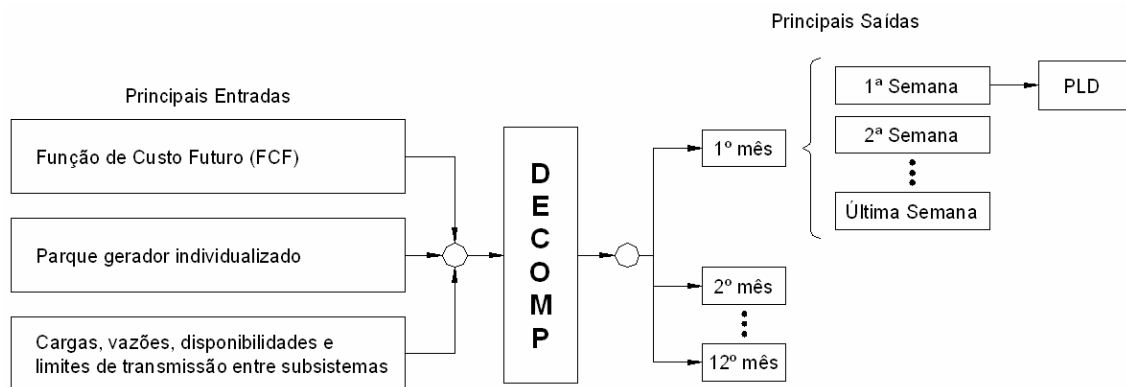 Principais Saídas
Principais Entradas
Função de Custo Futuro (FCF)
Parque gerador individualizado
Cargas, vazões, disponibilidades e
limites de transmissão entre subsistemas
D
E
C
O
M
P
1º mês
2º mês
12º mês
1ª Semana
2ª Semana
Última Semana
PLD